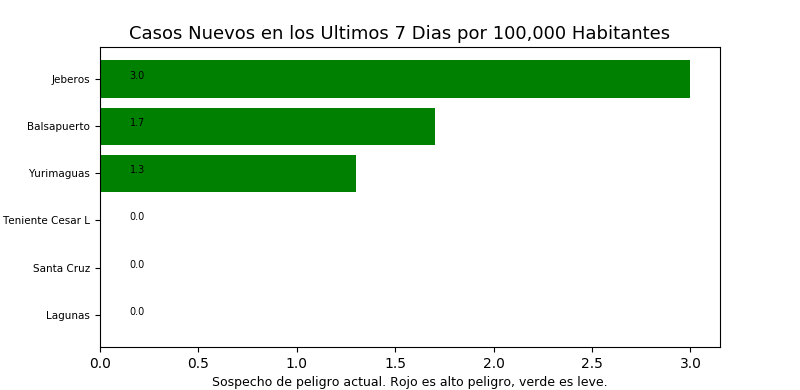 Casos Nuevos en los Ultimos 7 Dias por 100,000 Habitantes
Jeberos 3.0
Balsapuerto 1.7
Yurimaguas 1.3
Teniente Cesar L 0.0
Santa Cruz 0.0
Lagunas 0.0
0.0 0.5 1.0 1.5 2.0 2.5 3.0
Sospecho de peligro actual. Rojo es alto peligro, verde es leve.